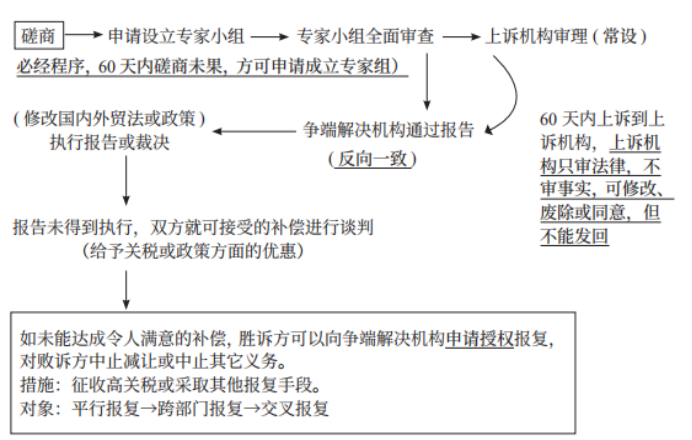 磋商 申请设立专家小组 专家小组全面审查 上诉机构审理(常设)
必经程序，60天内磋商未果，方可申请成立专家组）
(修改国内外贸法或政策)
执行报告或裁决
争端解决机构通过报告
(反向一致)
60天内上诉到上
诉机构，上诉机
构只审法律，不
审事实，可修改、
废除或同意，但
不能发回
报告未得到执行，双方就可接受的补偿进行谈判
（给予关税或政策方面的优惠）
如未能达成令人满意的补偿，胜诉方可以向争端解决机构申请授权报复，
对败诉方中止减让或中止其它义务。
措施：征收高关税或采取其他报复手段。
对象：平行报复→跨部门报复→交叉报复